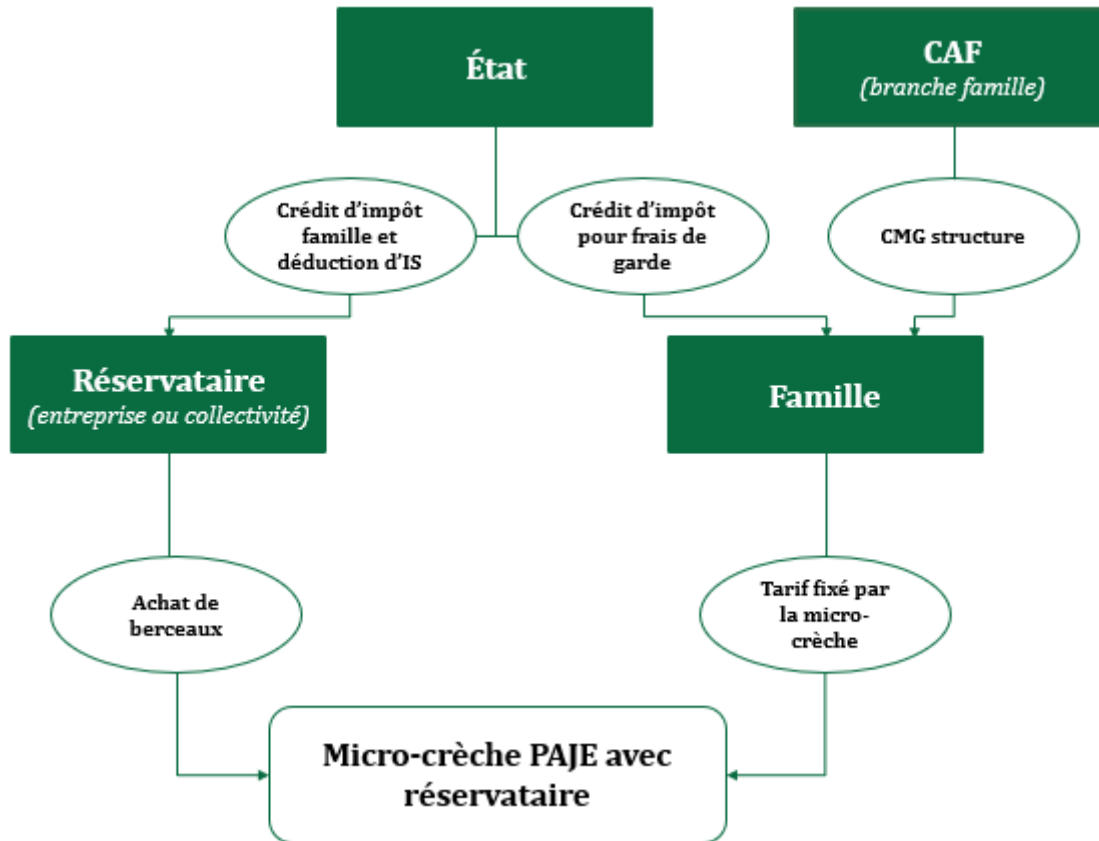 État
CAF
(branche famille)
Crédit d’impôt
famille et
déduction d’IS
Crédit d’impôt
pour frais de
garde
CMG structure
Réservataire
(entreprise ou collectivité)
Famille
Achat de
berceaux
Tarif fixé par
la micro-
crèche
Micro-crèche PAJE avec
réservataire